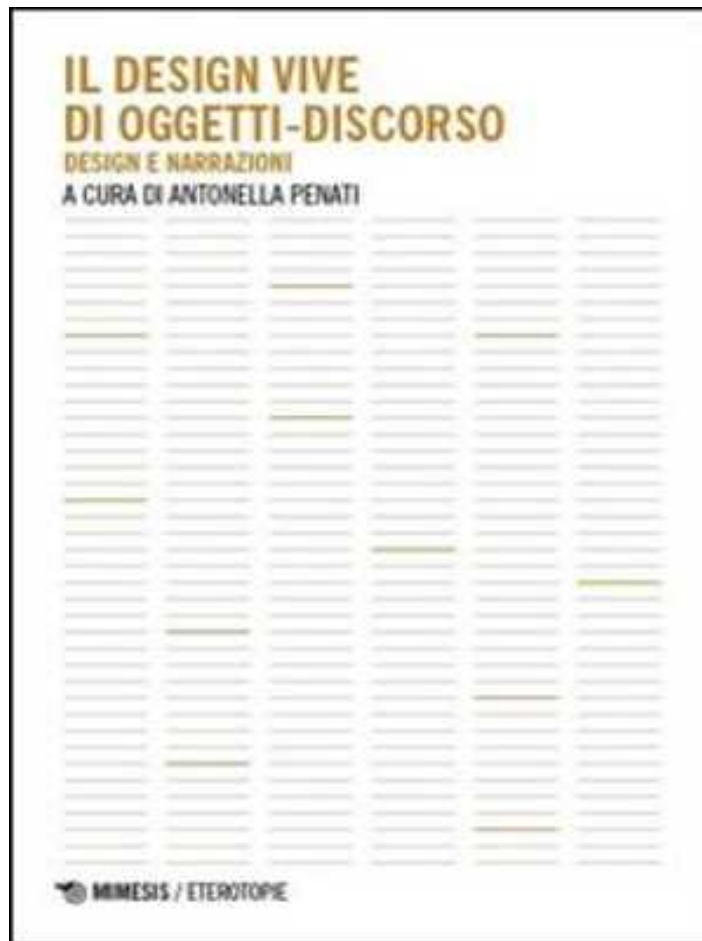 IL DESIGN VIVE
DI OGGETTI-DISCORSO
DESIGN E NARRAZIONI
A CURA DI ANTONELLA PENATI
MIMESIS / ETEROTOPIE